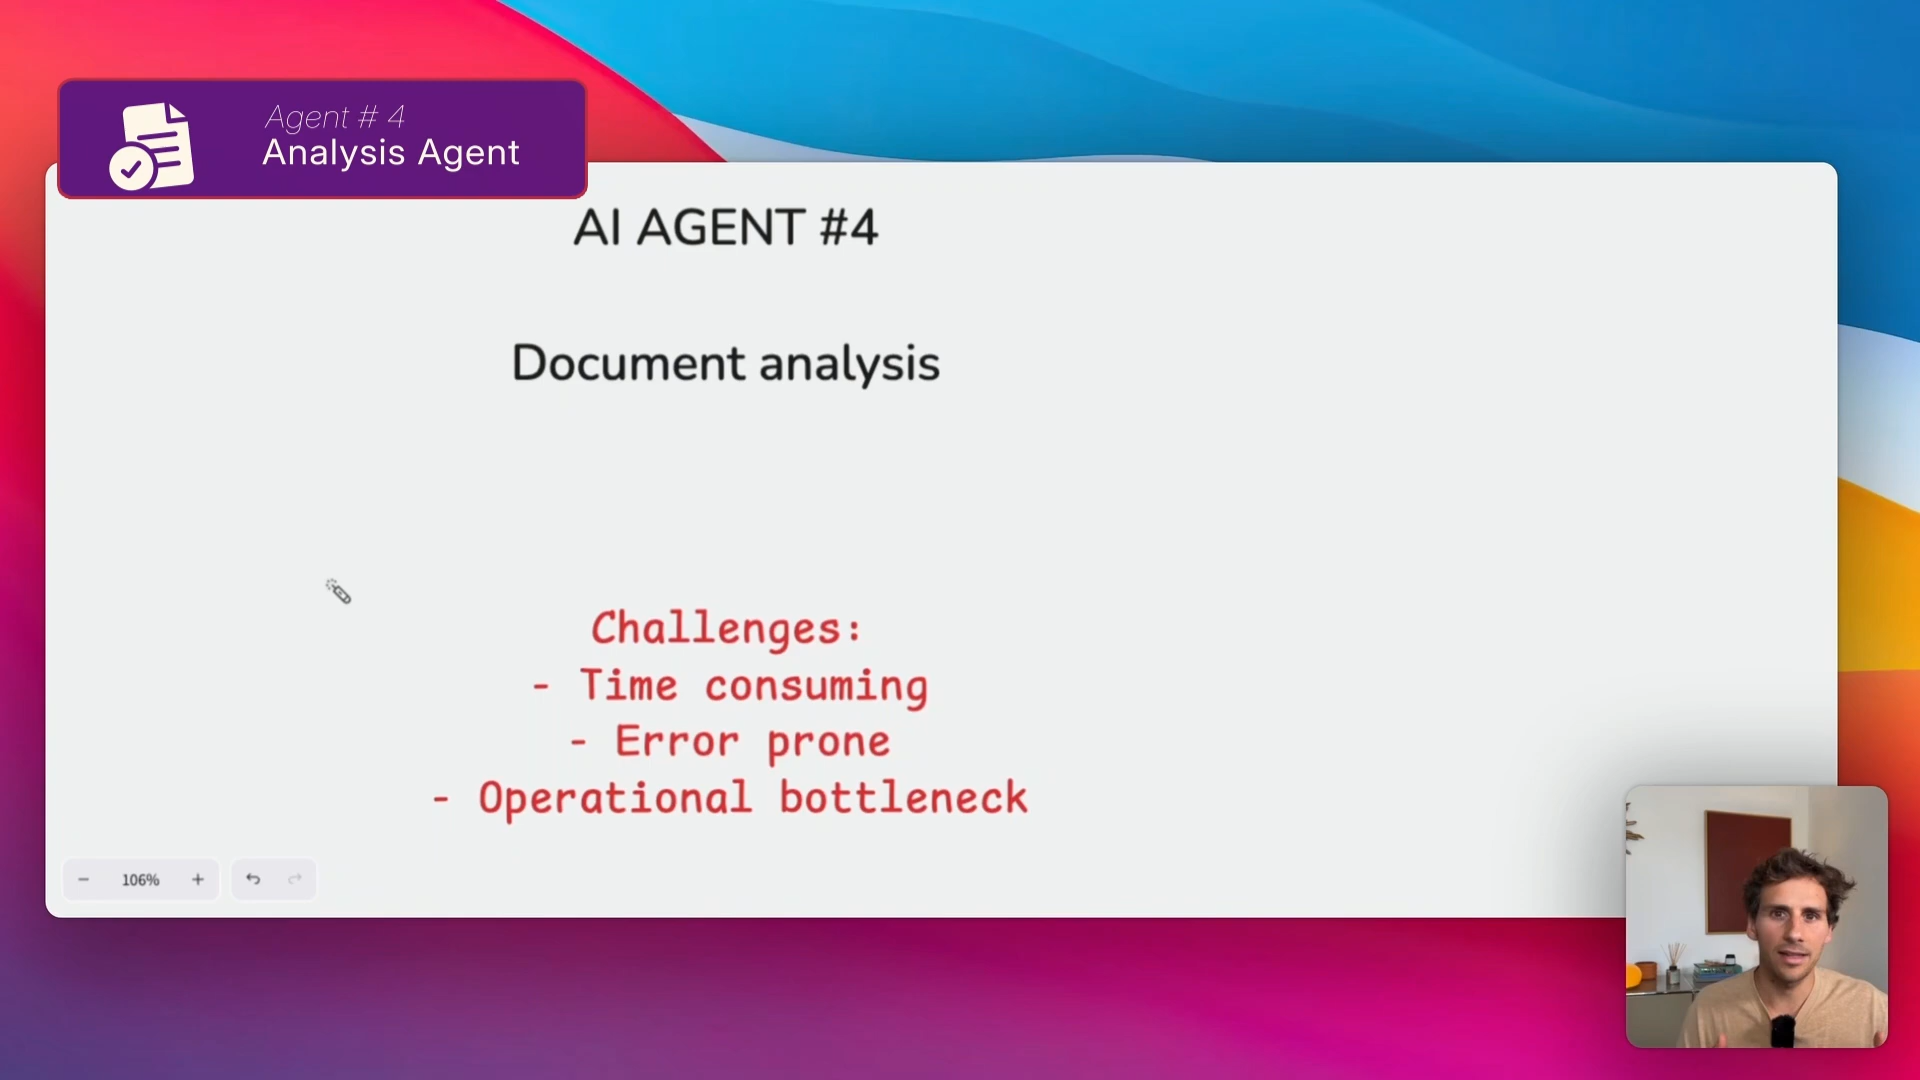 Agent # 4
Analysis Agent
AI AGENT #4
Document analysis
Challenges:
- Time consuming
- Error prone
- Operational bottleneck
106%